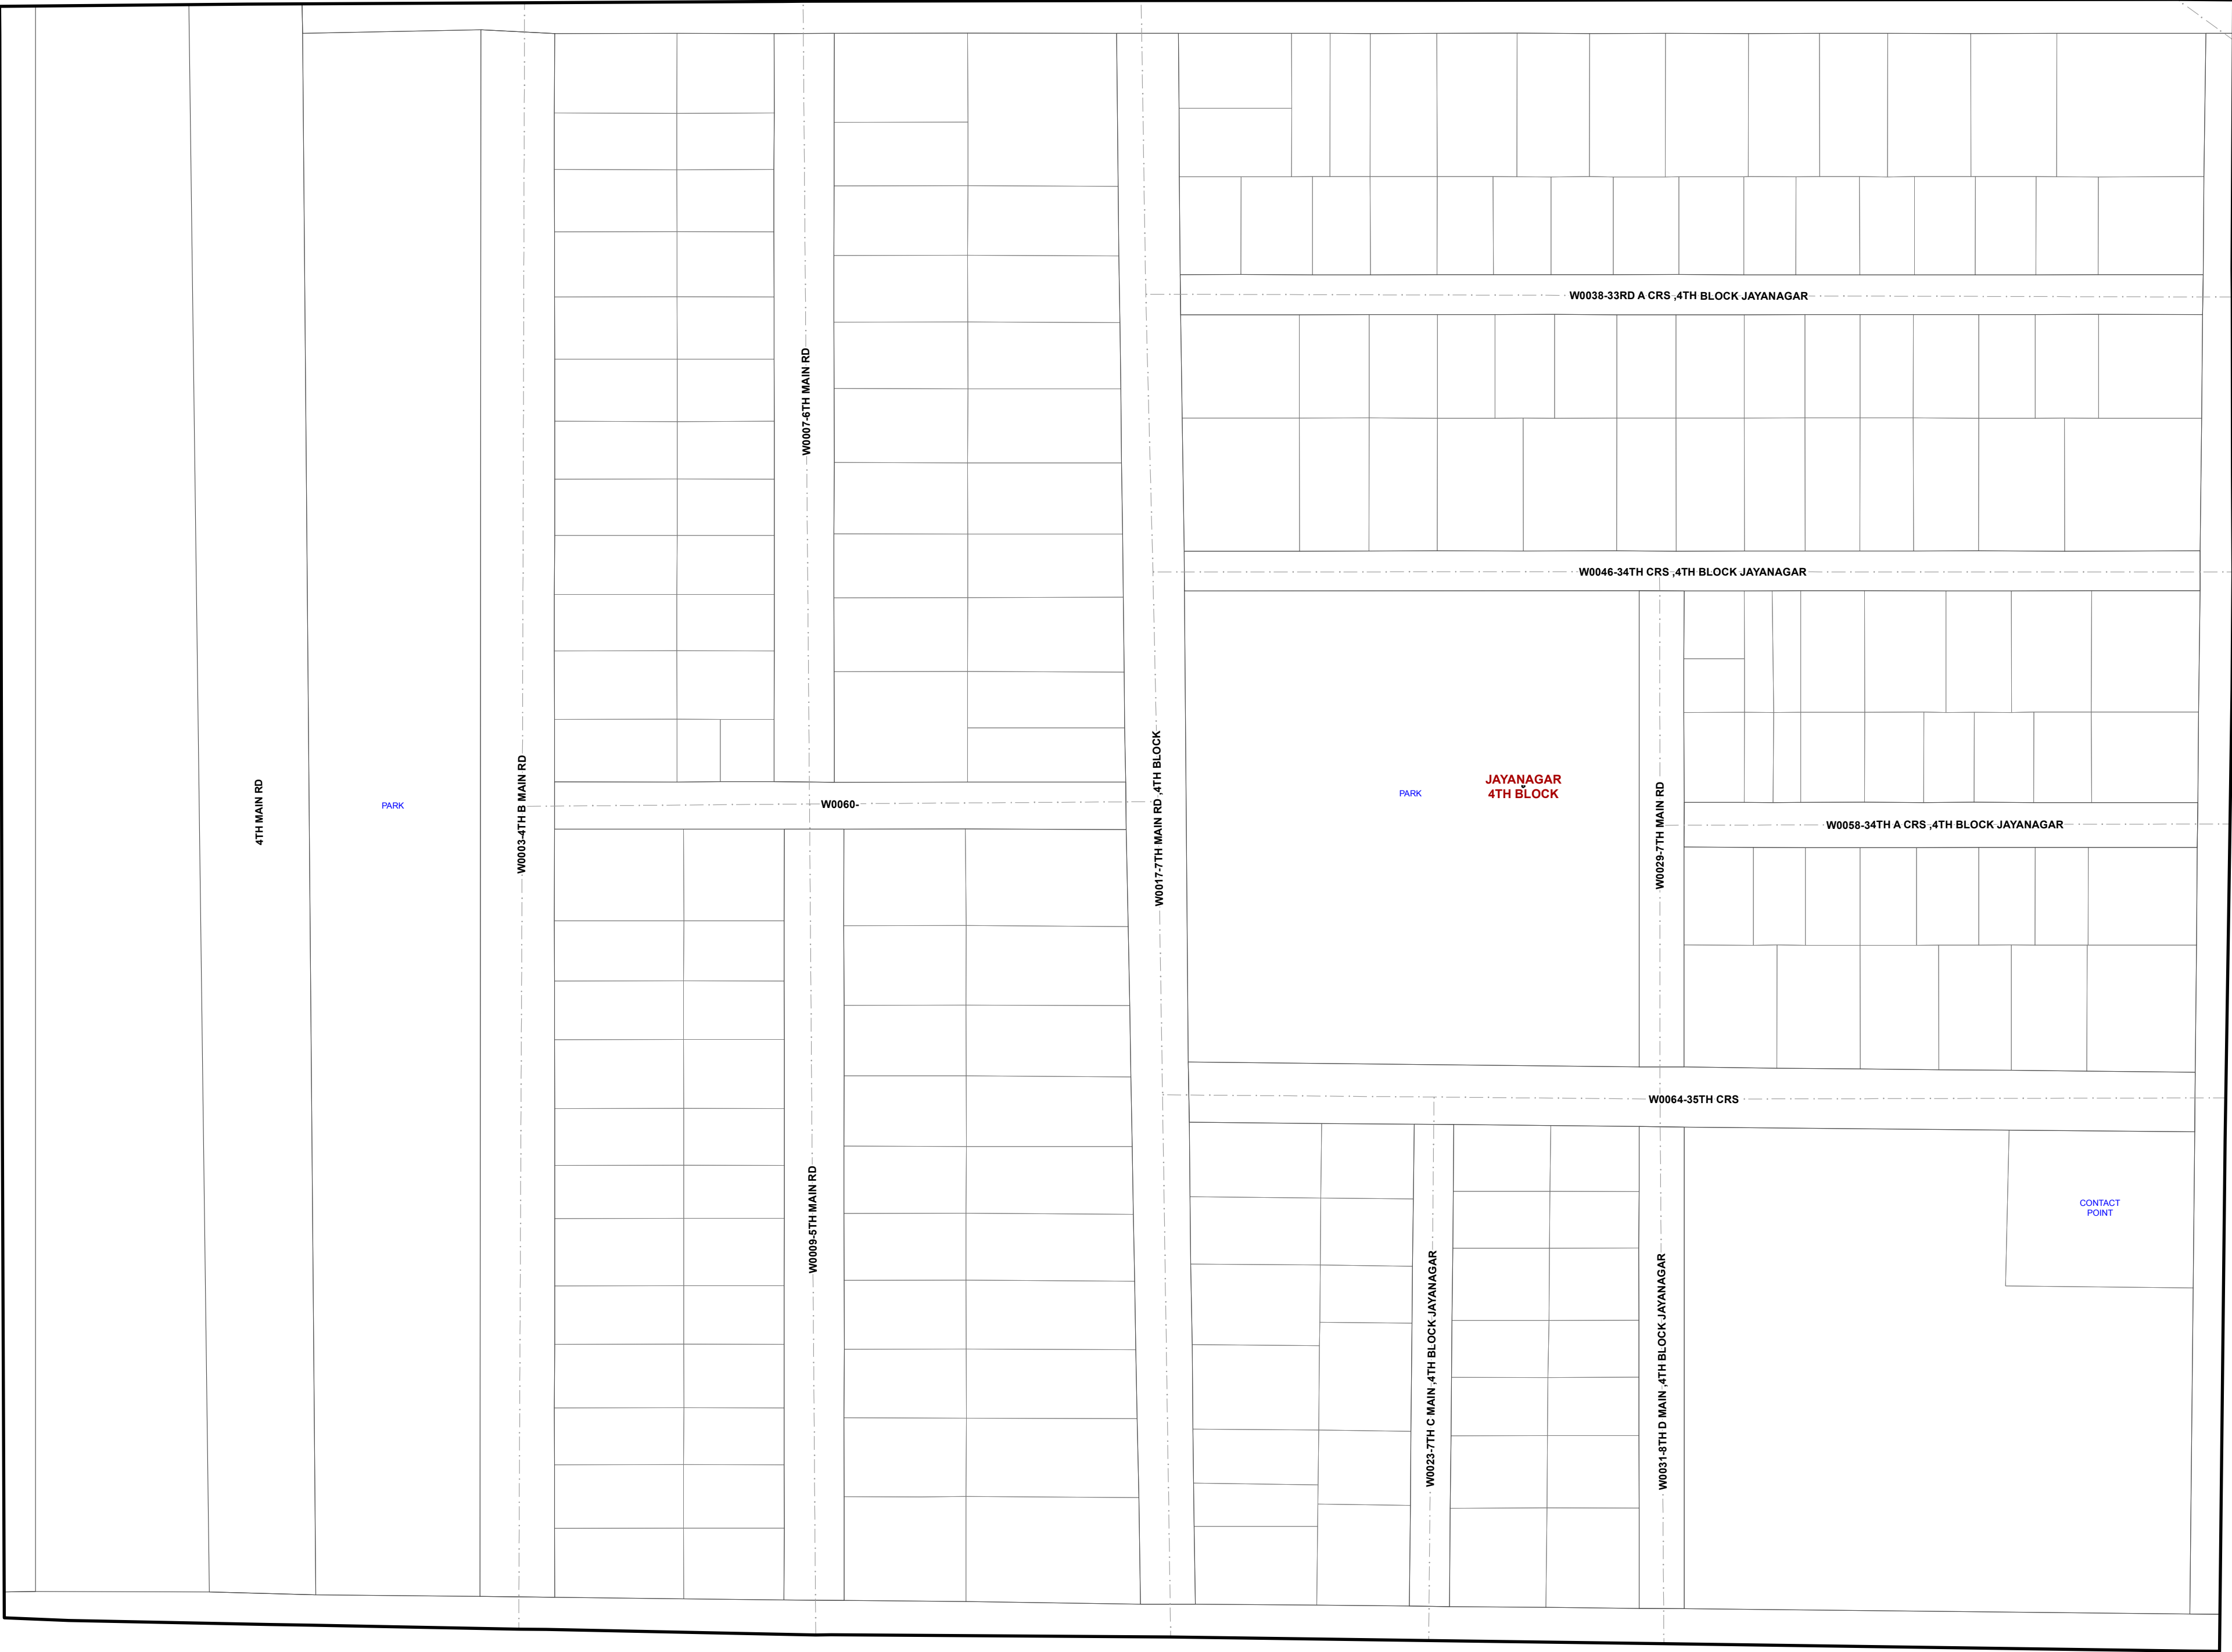 W0038-33RD A CRS ,4TH BLOCK JAYANAGAR
W0007-6TH MAIN RD
W0046-34TH CRS ,4TH BLOCK JAYANAGAR
4TH MAIN RD
PARK
W0003-4TH B MAIN RD
W0060-
W0017-7TH MAIN RD ,4TH BLOCK
PARK
JAYANAGAR
4TH BLOCK
W0029-7TH MAIN RD
W0058-34TH A CRS ,4TH BLOCK JAYANAGAR
W0064-35TH CRS
W0009-5TH MAIN RD
W0023-7TH C MAIN ,4TH BLOCK JAYANAGAR
W0031-8TH D MAIN ,4TH BLOCK JAYANAGAR
CONTACT
POINT